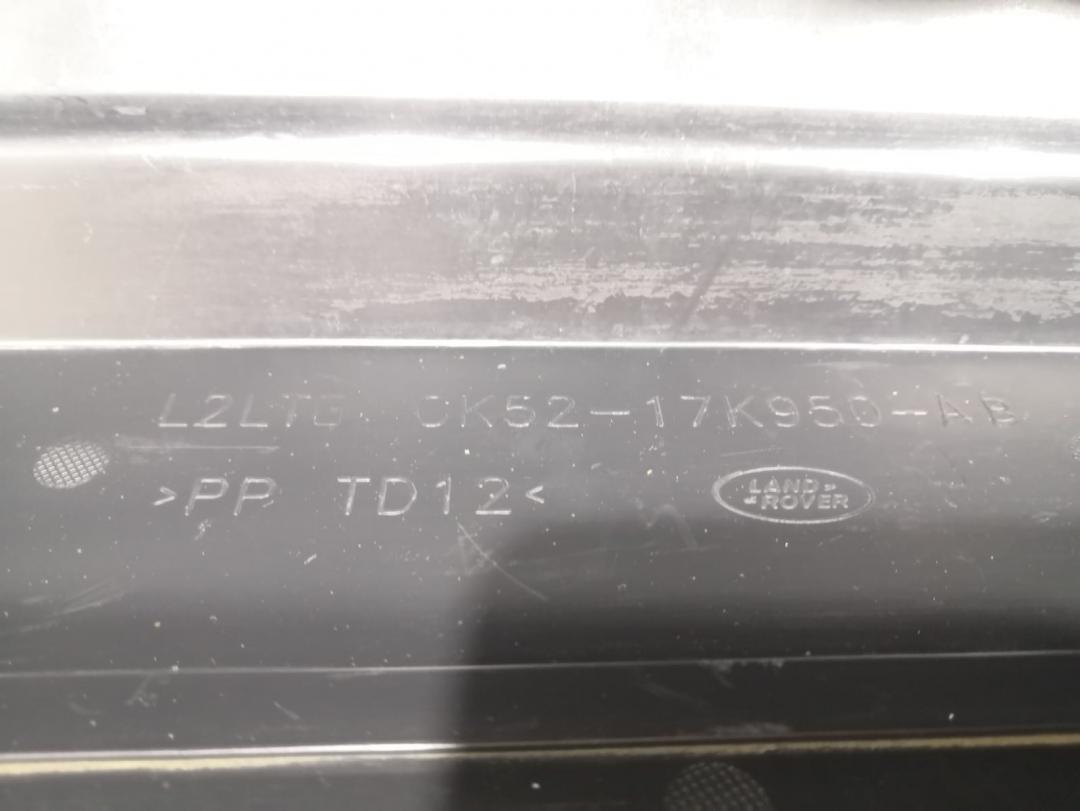 L2LTG CK52-17K950-AB
>PP TD12<
LAND
ROVER